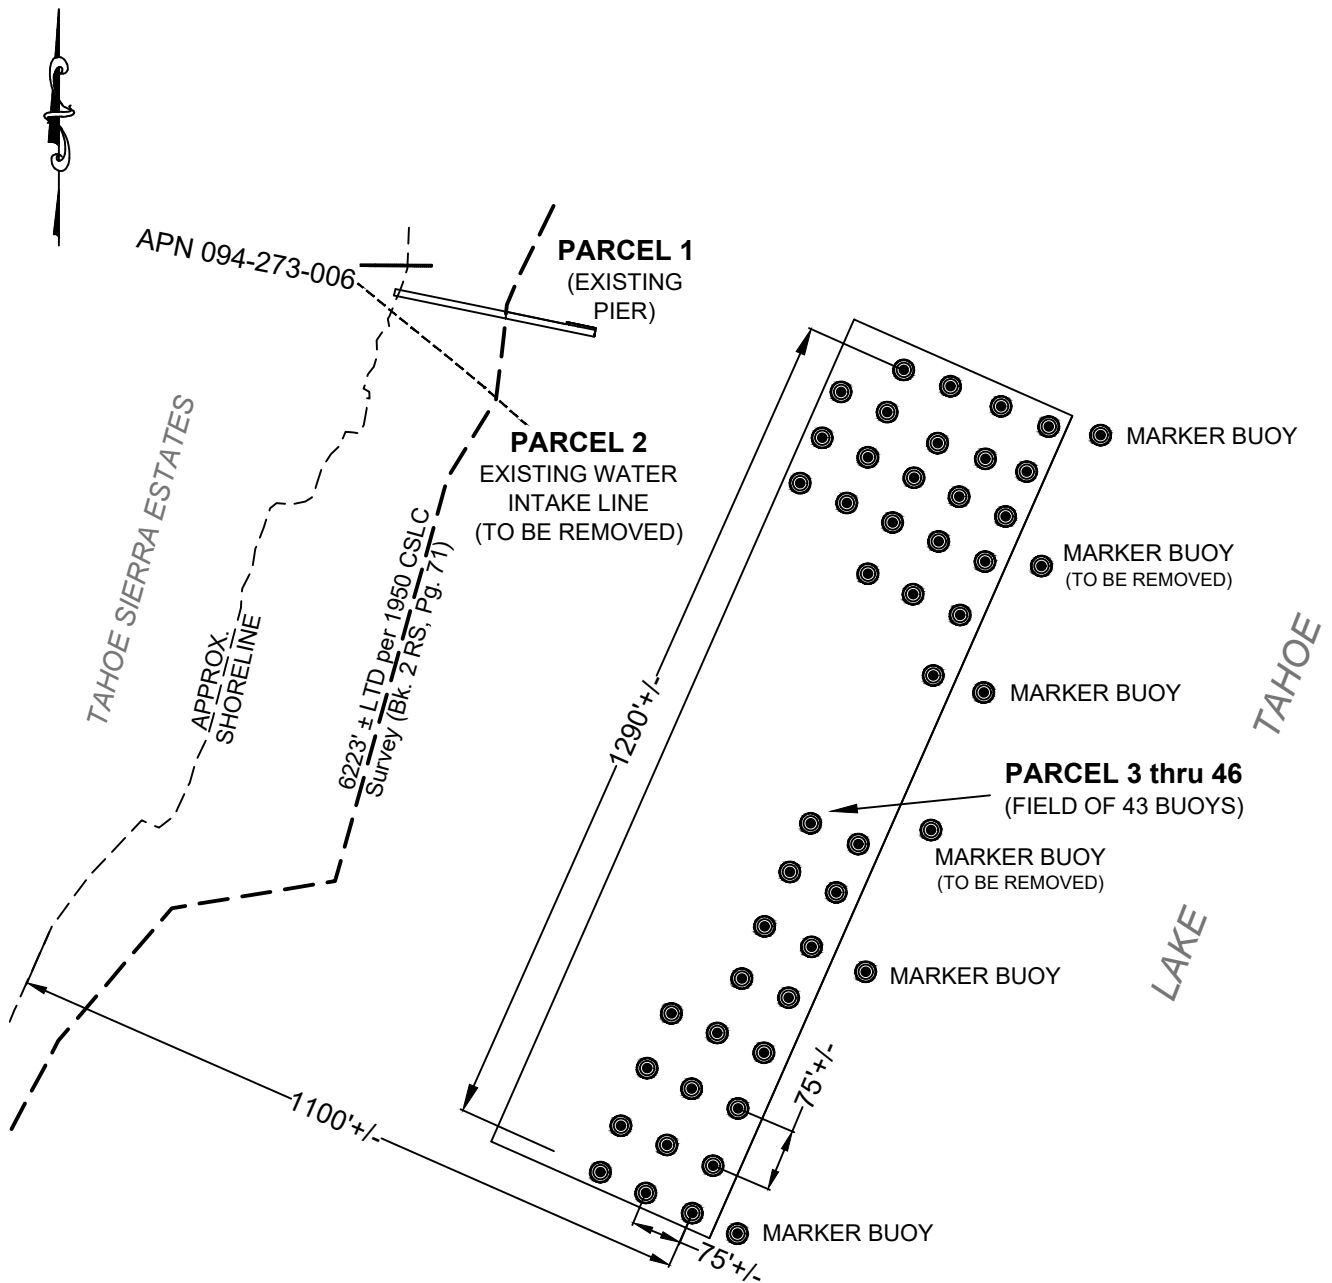 APN 094-273-006
PARCEL 1
(EXISTING
PIER)
PARCEL 2
EXISTING WATER
INTAKE LINE
(TO BE REMOVED)
MARKER BUOY
MARKER BUOY
(TO BE REMOVED)
MARKER BUOY
TAHOE SIERRA ESTATES
APPROX.
SHORELINE
6223' ± LTD per 1950 CSLC
Survey (Bk. 2 RS, Pg. 71)
1290'+/-
PARCEL 3 thru 46
(FIELD OF 43 BUOYS)
MARKER BUOY
(TO BE REMOVED)
LAKE TAHOE
MARKER BUOY
75'+/-
1100'+/-
MARKER BUOY
75'+/-